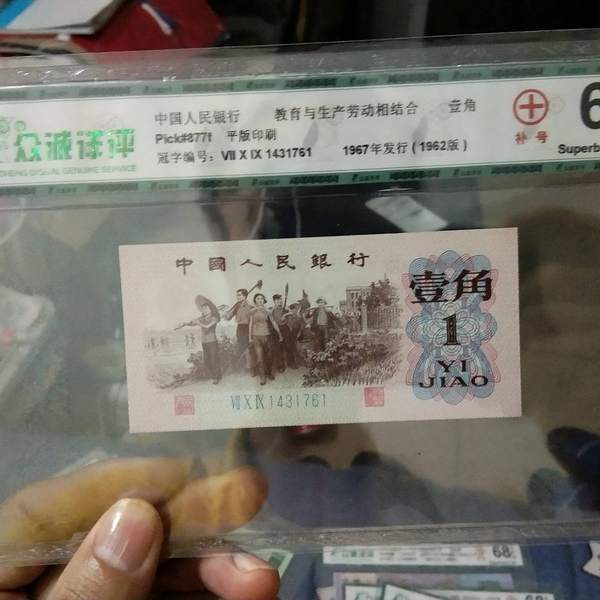 众诚评评
中国人民银行 教育与生产劳动相结合 壹角
Pick#877f 平版印刷
冠字编号: VII X IX 1431761 1967年发行 (1962版)
补号
6
Superb
中國人民銀行
壹角
1
YI
JIAO
VII X IX 1431761
68
68